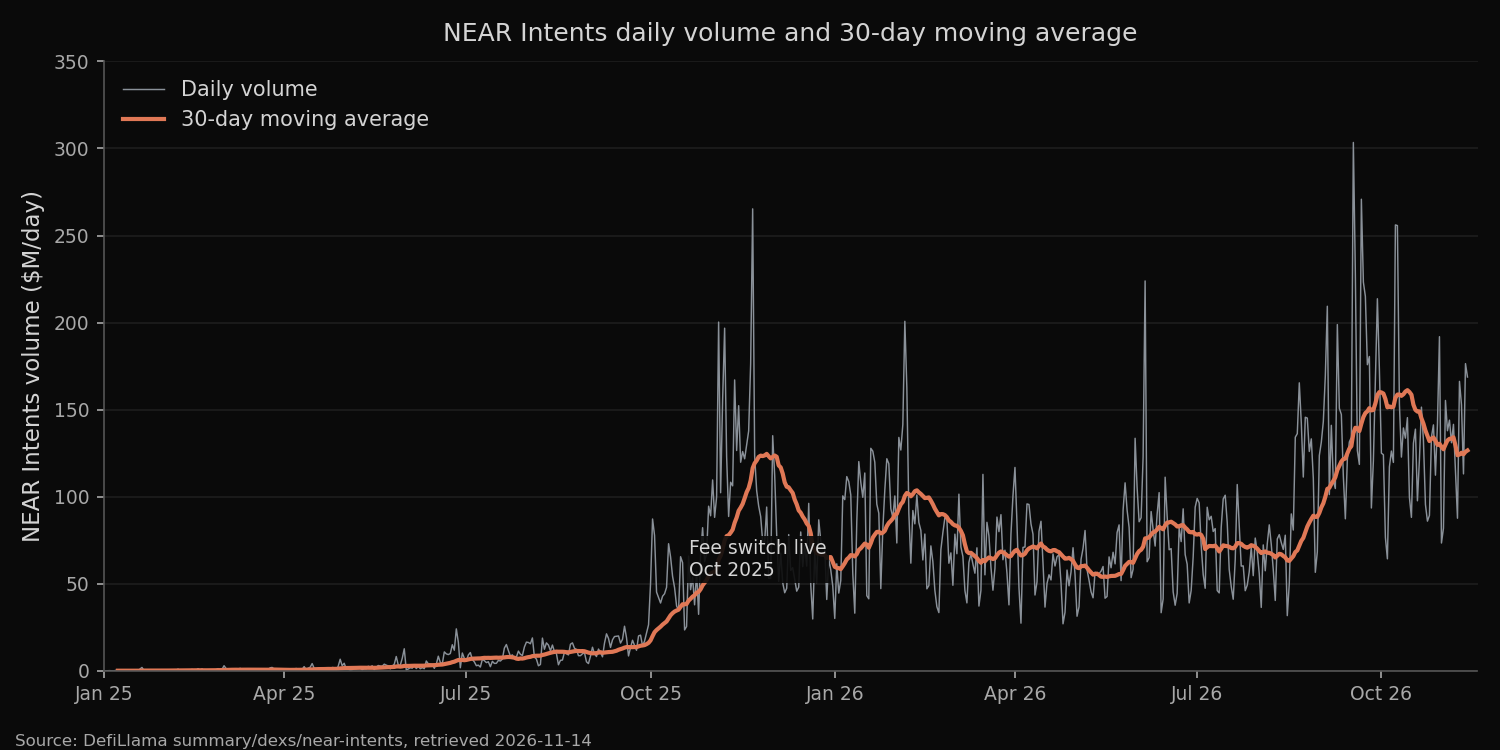 NEAR Intents daily volume and 30-day moving average
NEAR Intents volume ($M/day)
350
300
250
200
150
100
50
0
Daily volume
30-day moving average
Fee switch live
Oct 2025
Jan 25
Apr 25
Jul 25
Oct 25
Jan 26
Apr 26
Jul 26
Oct 26
Source: DefiLlama summary/dexs/near-intents, retrieved 2026-11-14